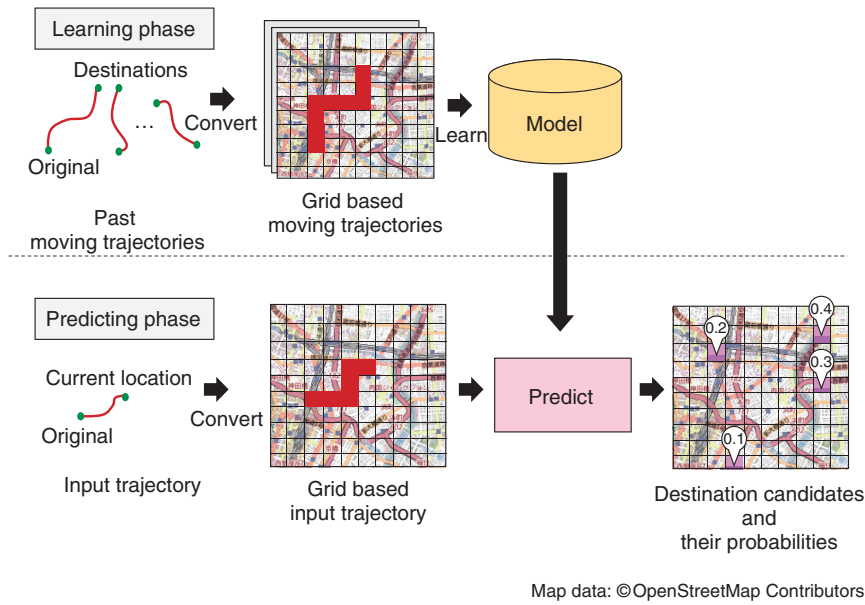 Learning phase
Destinations
...
Original
Convert
Learn
Model
Past
moving trajectories
Grid based
moving trajectories
Predicting phase
Current location
Original
Convert
Predict
0.2
0.4
0.3
0.1
Input trajectory
Grid based
input trajectory
Destination candidates
and
their probabilities
Map data: ©OpenStreetMap Contributors